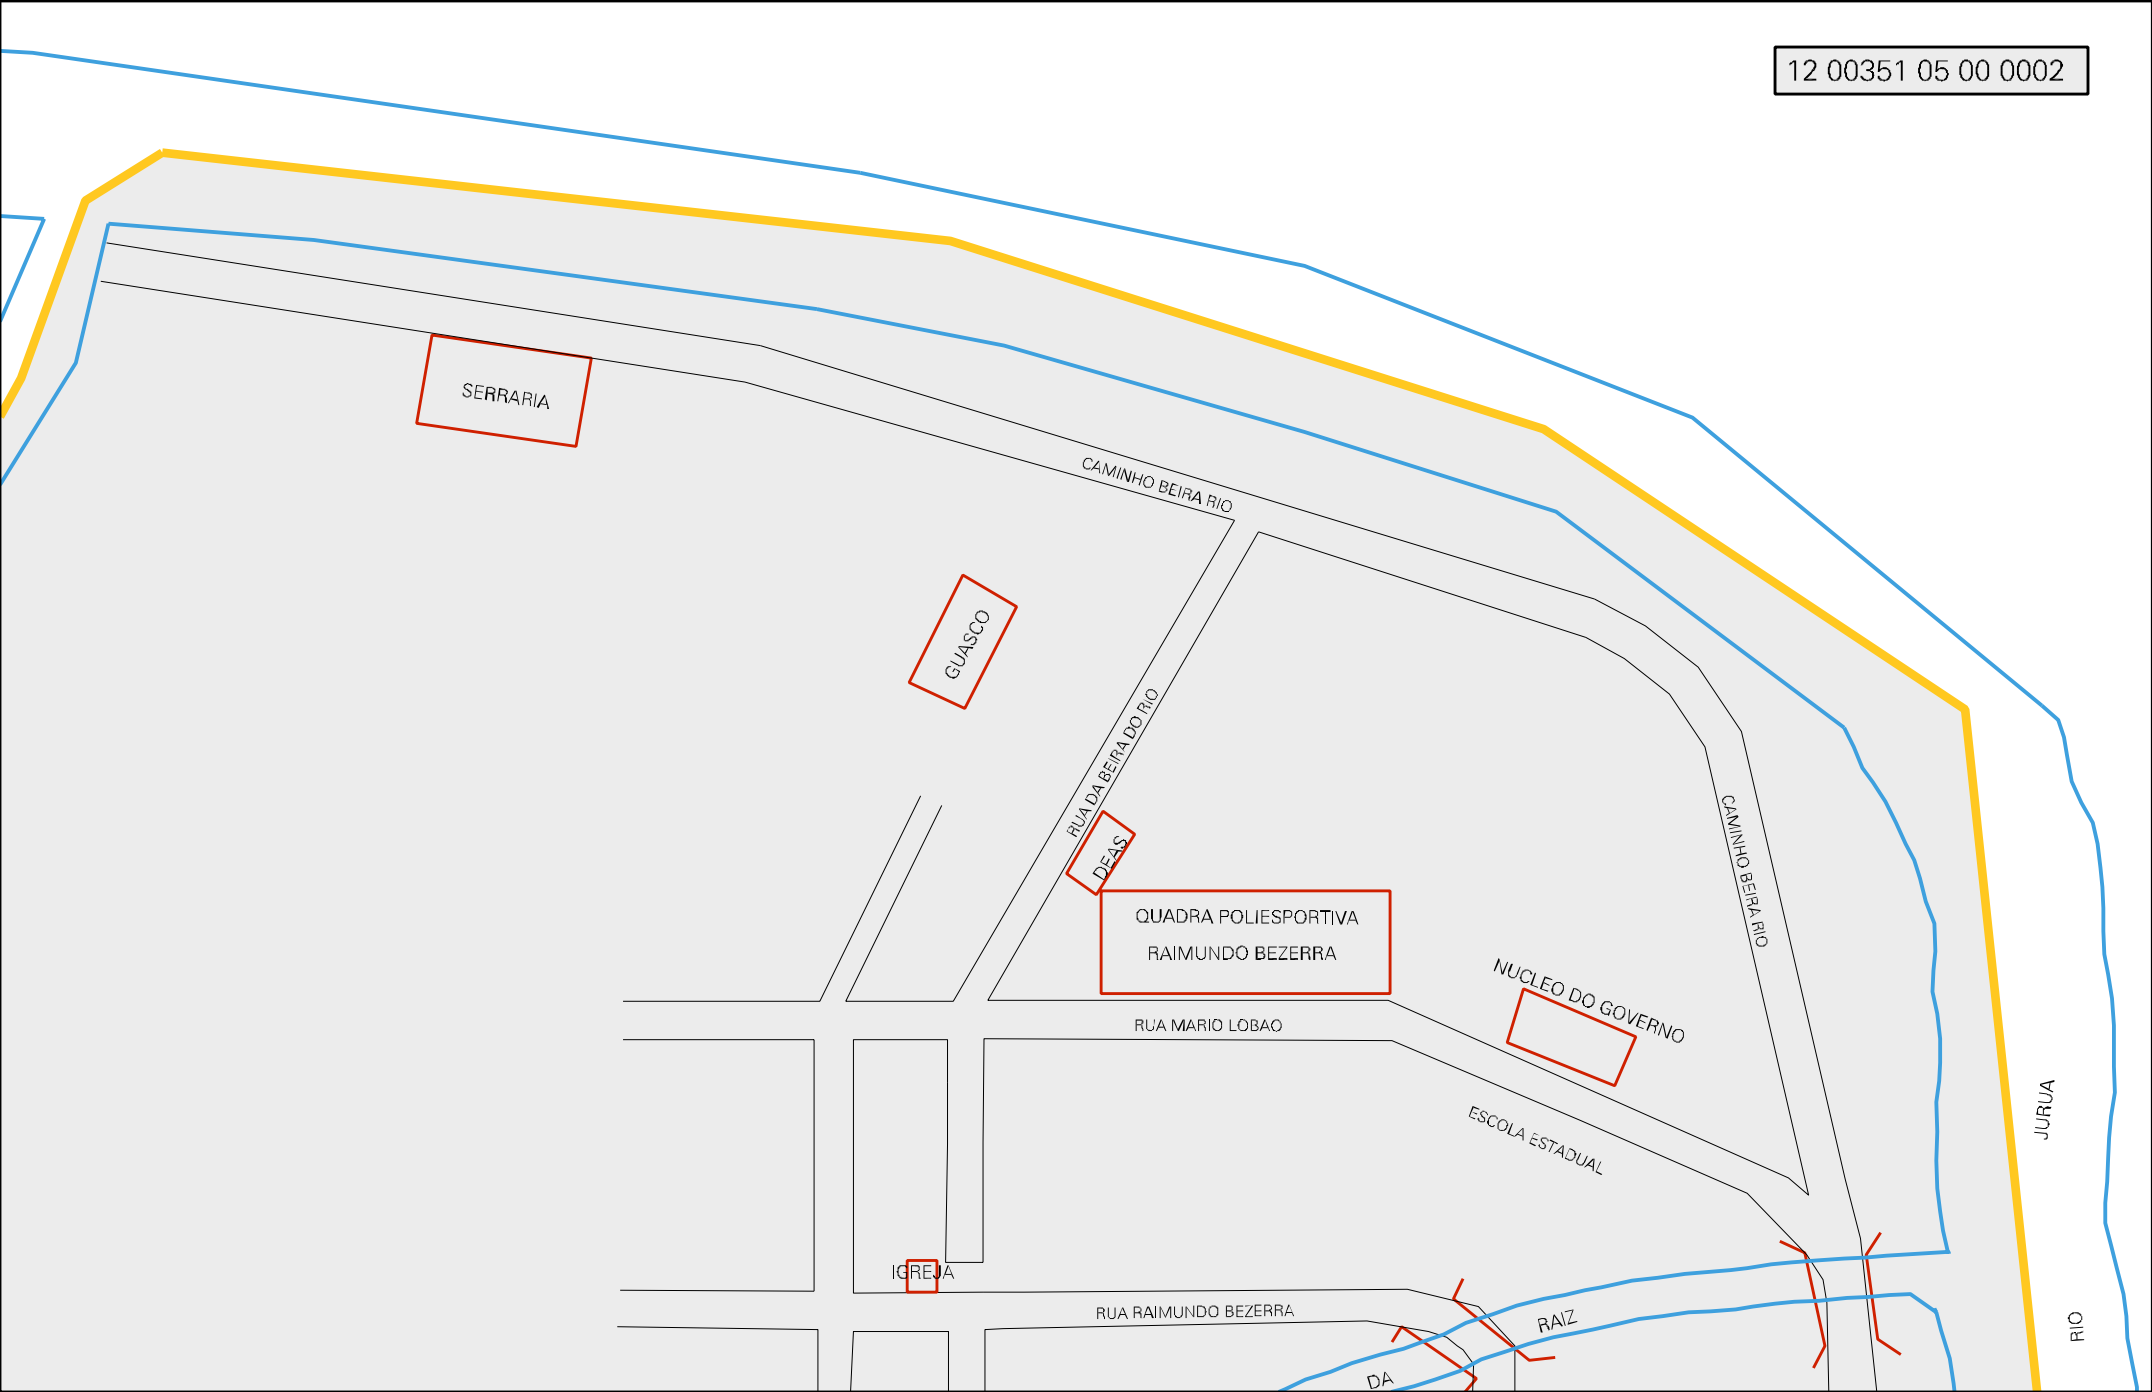 12 00351 05 00 0002
SERRARIA
CAMINHO BEIRA RIO
GUASCO
RUA DA BEIRA DO RIO
DEAS
CAMINHO BEIRA RIO
QUADRA POLIESPORTIVA
RAIMUNDO BEZERRA
NUCLEO DO GOVERNO
RUA MARIO LOBAO
ESCOLA ESTADUAL
JURUA
IGREJA
RUA RAIMUNDO BEZERRA
RAIZ
RIO
DA